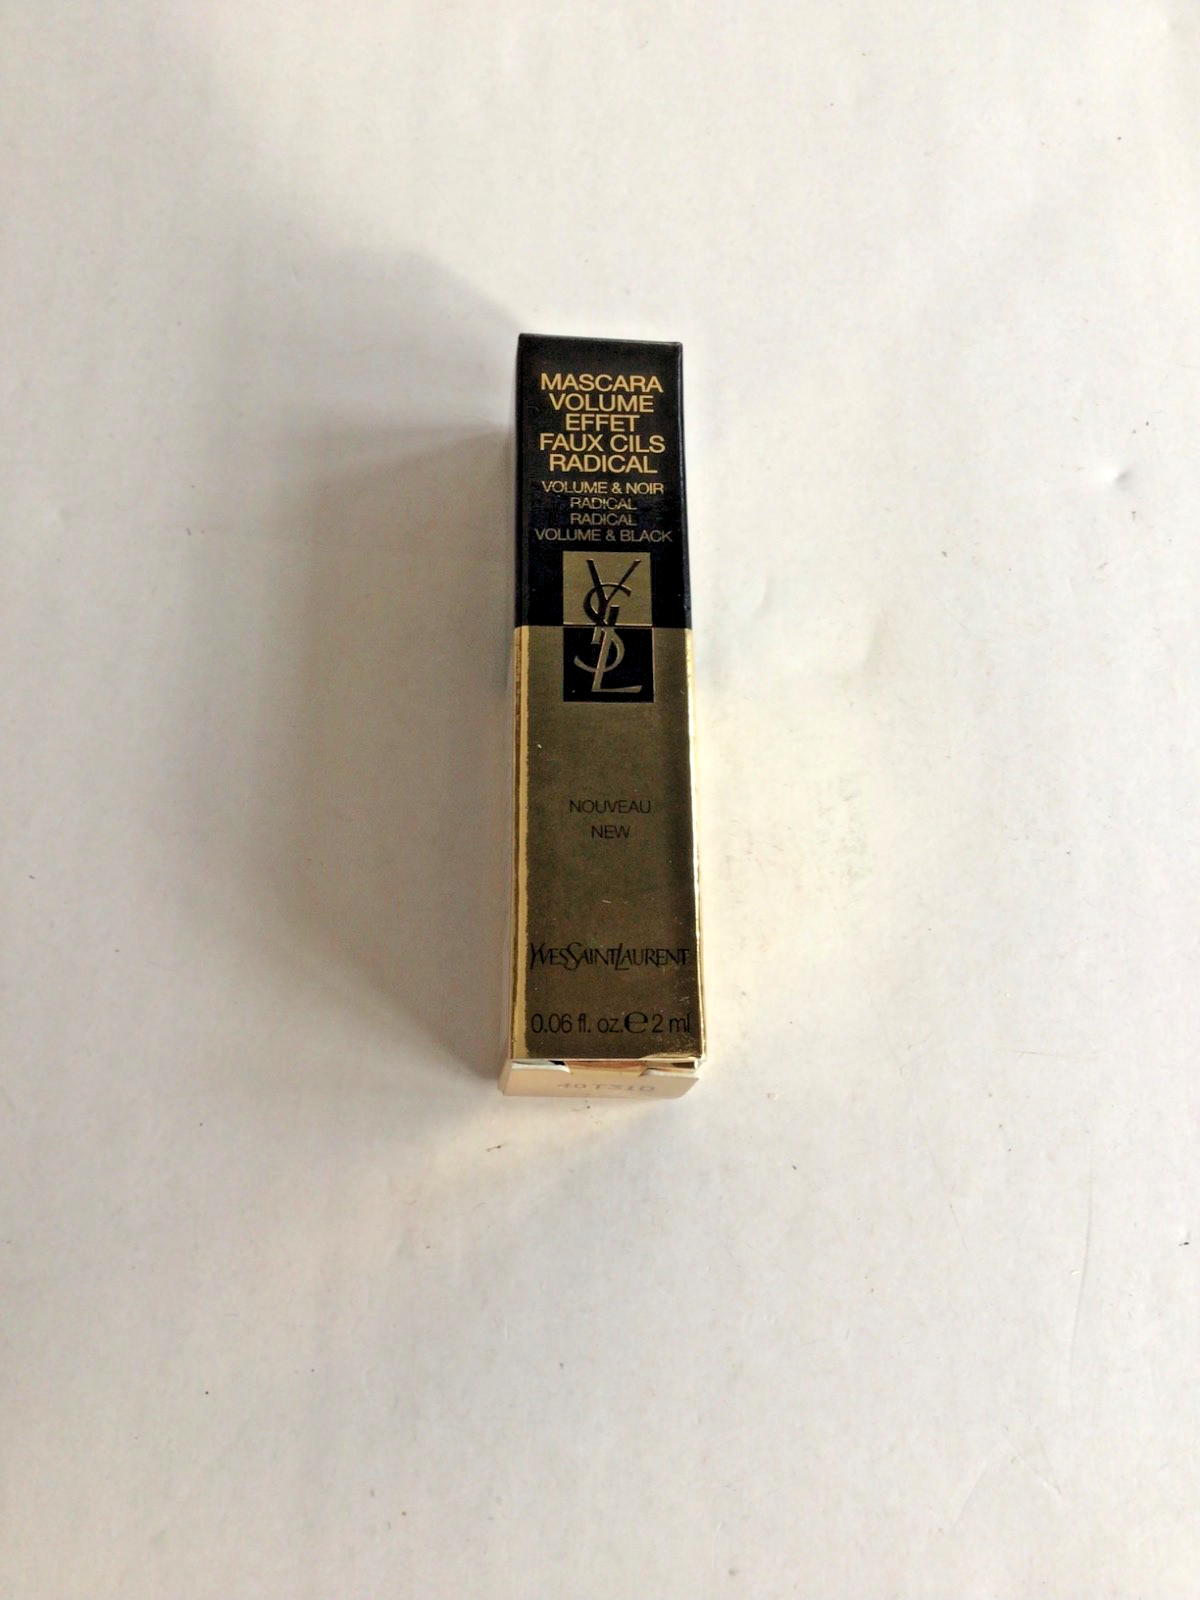 MASCARA
VOLUME
EFFET
FAUX CILS
RADICAL
VOLUME & NOIR
RADICAL
RADICAL
VOLUME & BLACK
YSL
NOUVEAU
NEW
YVESSAINTLAURENT
0.06 fl. oz. ℮ 2 ml
40T310